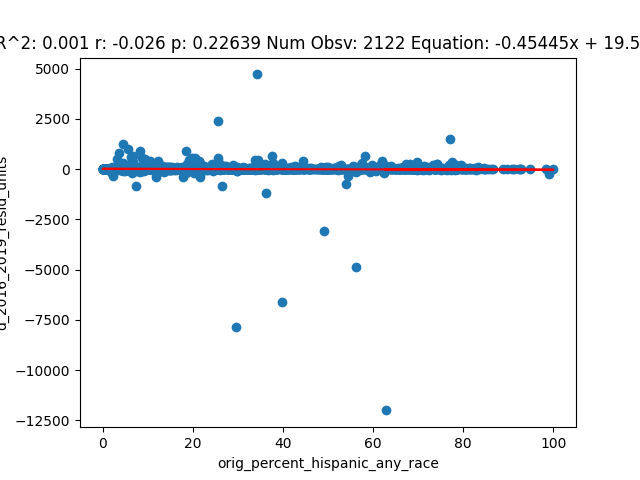 R^2: 0.001 r: -0.026 p: 0.22639 Num Obsv: 2122 Equation: -0.45445x + 19.5
5000
2500
0
−2500
−5000
−7500
−10000
−12500
d_2016_2019_resid_units
0 20 40 60 80 100
orig_percent_hispanic_any_race